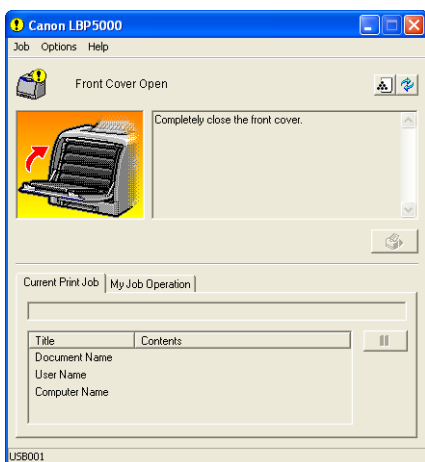 Canon LBP5000
Job Options Help
Front Cover Open
Completely close the front cover.
Current Print Job My Job Operation
Title Contents
Document Name
User Name
Computer Name
USB001